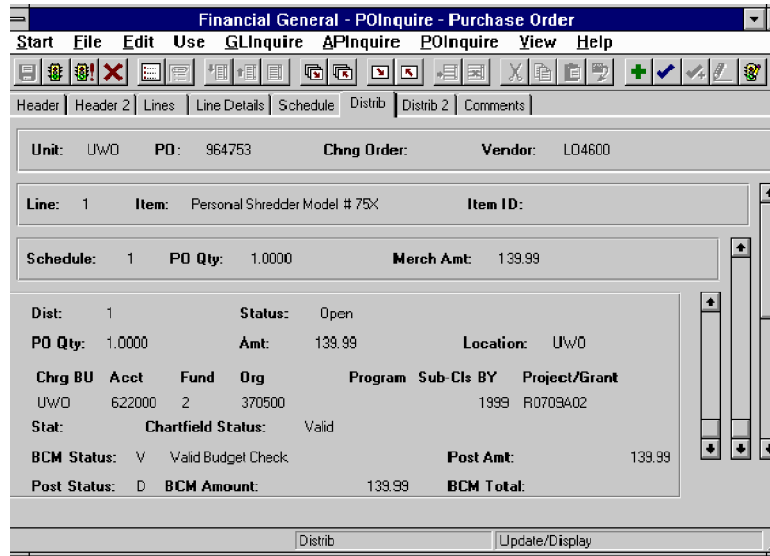 Financial General - POInquire - Purchase Order
Start File Edit Use GLInquire APInquire POInquire View Help
Header Header 2 Lines Line Details Schedule Distrib Distrib 2 Comments
Unit: UWO PO: 964753 Chng Order: Vendor: LO4600
Line: 1 Item: Personal Shredder Model # 75X Item ID:
Schedule: 1 PO Qty: 1.0000 Merch Amt: 139.99
Dist: 1 Status: Open
PO Qty: 1.0000 Amt: 139.99 Location: UWO
Chrg BU Acct Fund Org Program Sub-Cls BY Project/Grant
UWO 622000 2 370500 1999 R0709A02
Stat: Chartfield Status: Valid
BCM Status: V Valid Budget Check. Post Amt: 139.99
Post Status: D BCM Amount: 139.99 BCM Total:
Distrib Update/Display